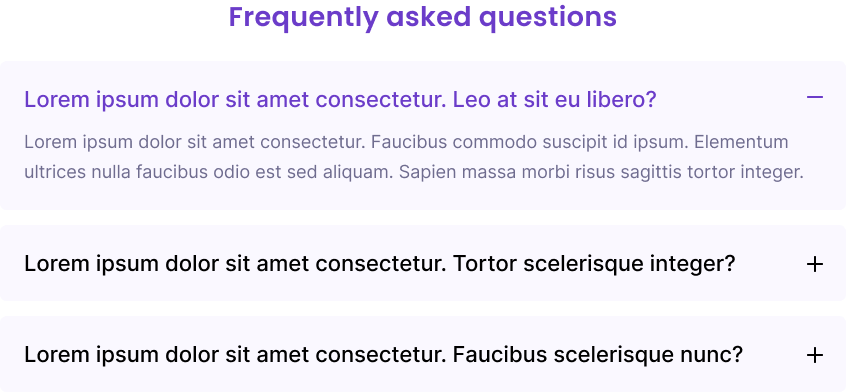 Frequently asked questions
Lorem ipsum dolor sit amet consectetur. Leo at sit eu libero?
Lorem ipsum dolor sit amet consectetur. Faucibus commodo suscipit id ipsum. Elementum
ultrices nulla faucibus odio est sed aliquam. Sapien massa morbi risus sagittis tortor integer.
Lorem ipsum dolor sit amet consectetur. Tortor scelerisque integer?
Lorem ipsum dolor sit amet consectetur. Faucibus scelerisque nunc?